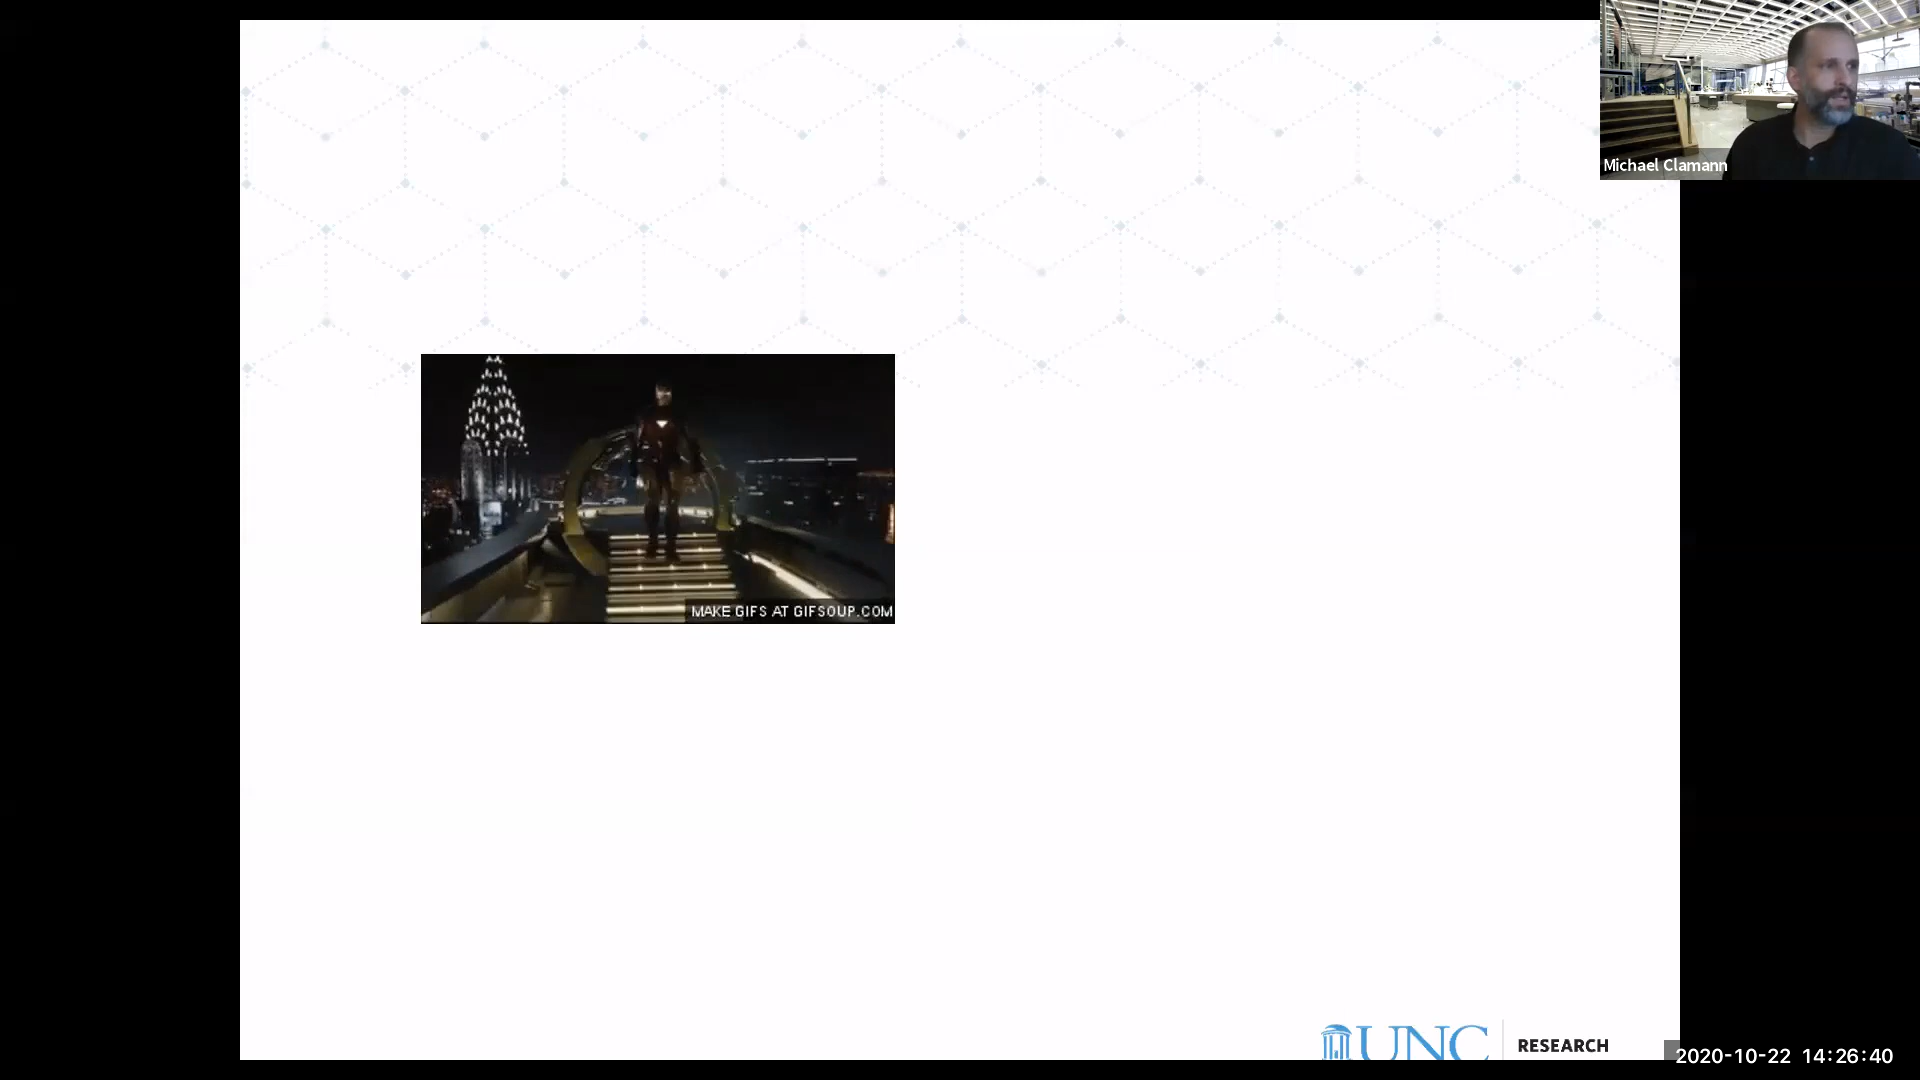 Michael Clamann
MAKE GIFS AT GIFSOUP.COM
UNC RESEARCH
2020-10-22 14:26:40